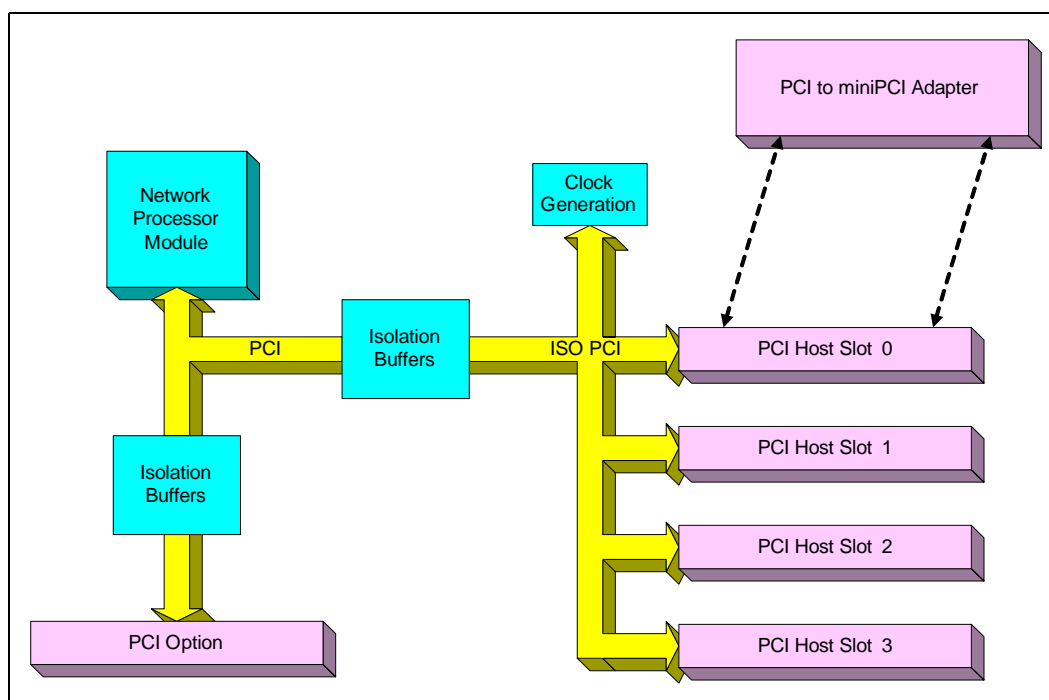 PCI to miniPCI Adapter
Network
Processor
Module
Clock
Generation
PCI
Isolation
Buffers
ISO PCI
PCI Host Slot 0
PCI Host Slot 1
Isolation
Buffers
PCI Host Slot 2
PCI Option
PCI Host Slot 3